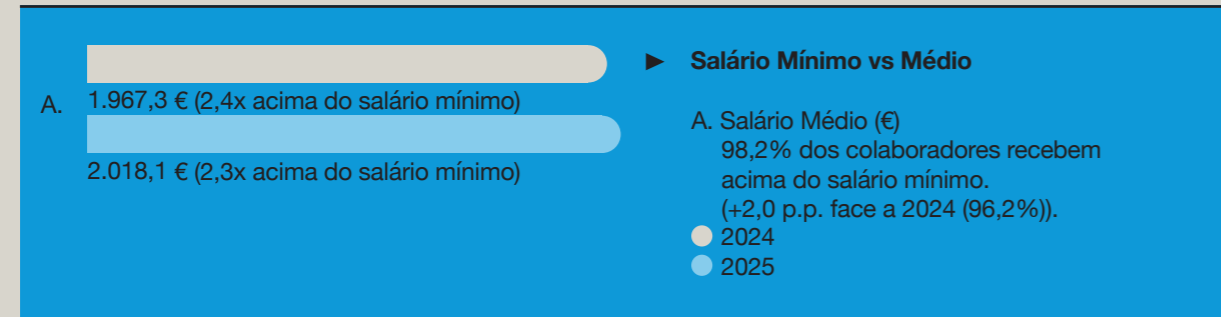 A.
1.967,3 € (2,4x acima do salário mínimo)
2.018,1 € (2,3x acima do salário mínimo)
► Salário Mínimo vs Médio
A. Salário Médio (€)
98,2% dos colaboradores recebem
acima do salário mínimo.
(+2,0 p.p. face a 2024 (96,2%)).
2024
2025